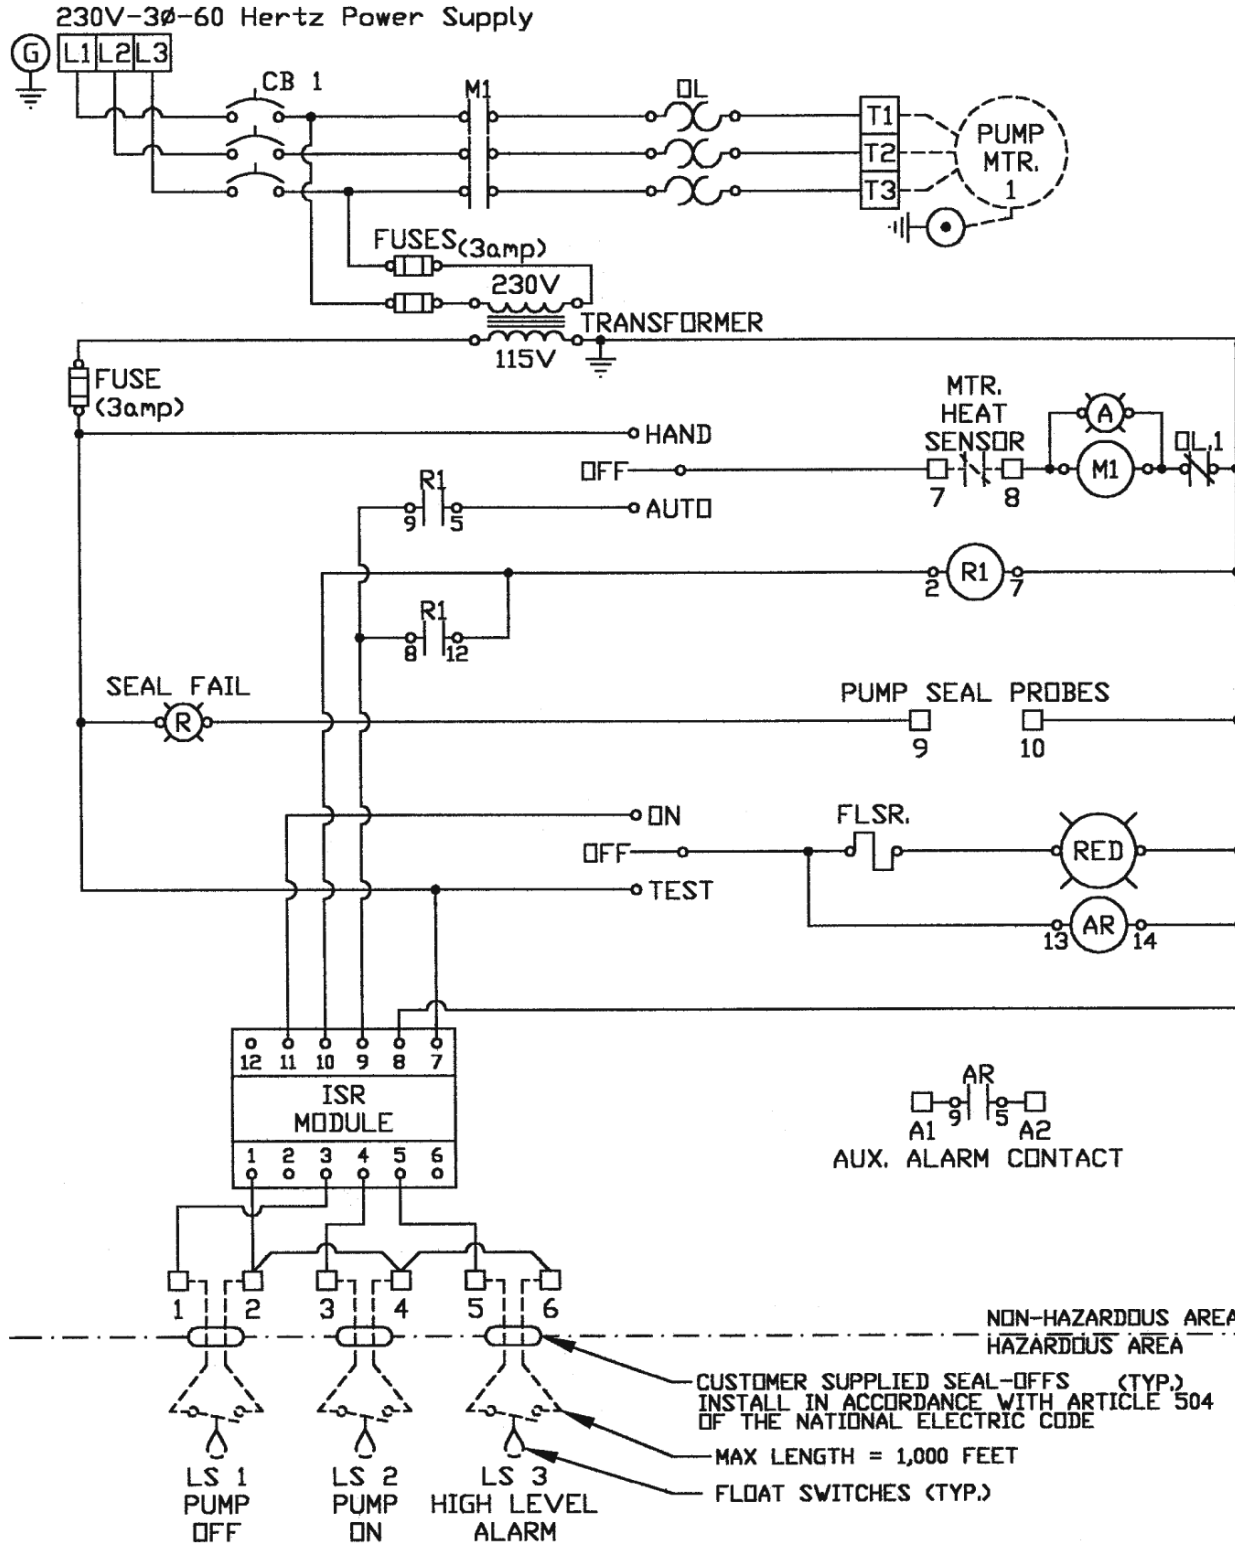 230V-3Ø-60 Hertz Power Supply
G L1 L2 L3
CB 1
M1
OL
T1
T2
T3
PUMP
MTR.
1
FUSES (3amp)
230V
TRANSFORMER
115V
FUSE
(3amp)
HAND
OFF
AUTO
MTR.
HEAT
SENSOR
7
8
A
M1
OL.1
R1
9 5
2 R1 7
R1
8 12
SEAL FAIL
R
PUMP SEAL PROBES
9 10
ON
OFF
TEST
FLSR.
RED
13 AR 14
12 11 10 9 8 7
ISR
MODULE
1 2 3 4 5 6
AR
9 5
A1 A2
AUX. ALARM CONTACT
1 2 3 4 5 6
NON-HAZARDOUS AREA
HAZARDOUS AREA
CUSTOMER SUPPLIED SEAL-OFFS (TYP.)
INSTALL IN ACCORDANCE WITH ARTICLE 504
OF THE NATIONAL ELECTRIC CODE
MAX LENGTH = 1,000 FEET
FLOAT SWITCHES (TYP.)
LS 1
PUMP
OFF
LS 2
PUMP
ON
LS 3
HIGH LEVEL
ALARM